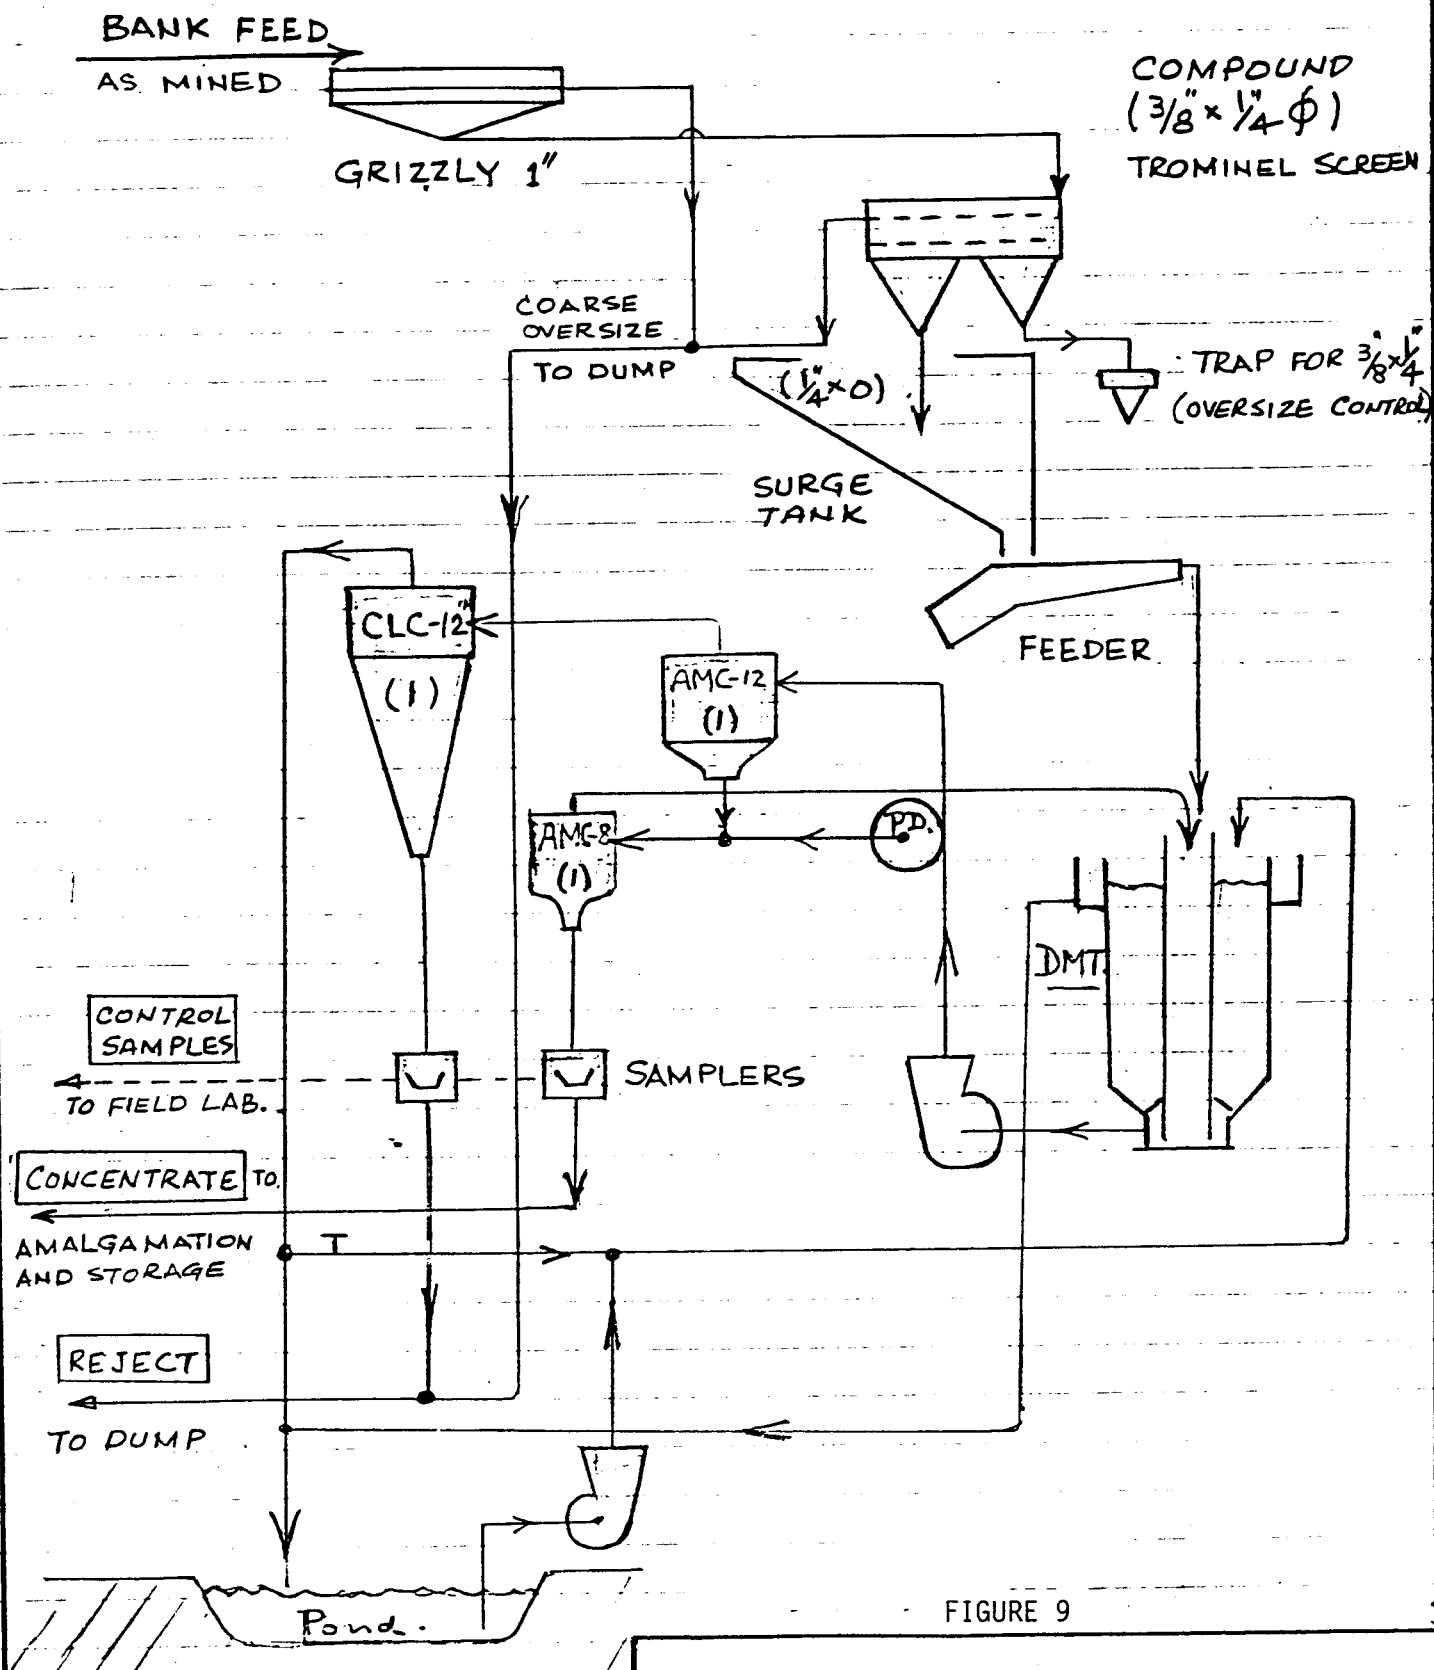 BANK FEED
AS MINED
GRIZZLY 1"
COMPOUND
(3/8" x 1/4" ϕ)
TROMINEL SCREEN
COARSE
OVERSIZE
TO DUMP
(1/4" x 0)
TRAP FOR 3/8" x 1/4"
(OVERSIZE CONTROL)
SURGE
TANK
FEEDER
CLC-12"
(1)
AMC-12
(1)
AMC-8
(1)
P.D.
DMT.
CONTROL
SAMPLES
TO FIELD LAB.
SAMPLERS
CONCENTRATE TO
AMALGAMATION
AND STORAGE
T
REJECT
TO DUMP
Pond.
FIGURE 9